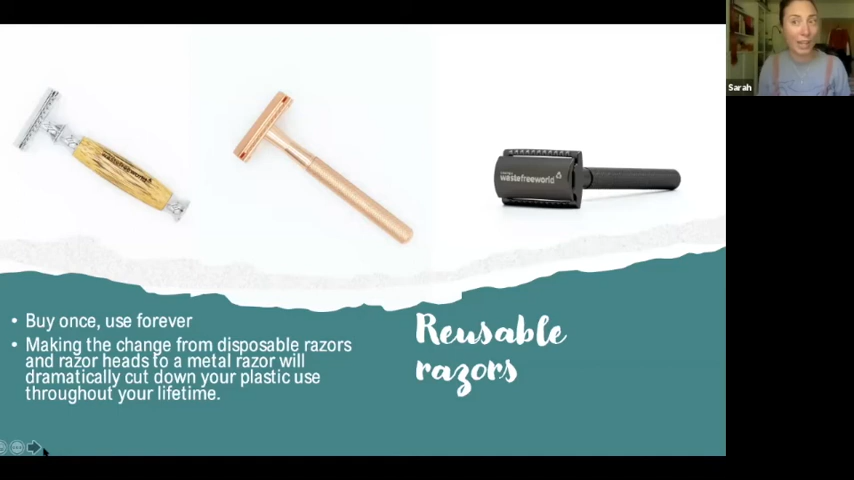 Sarah
wastefreeworld
wastefreeworld
Reusable
razors
• Buy once, use forever
• Making the change from disposable razors
and razor heads to a metal razor will
dramatically cut down your plastic use
throughout your lifetime.